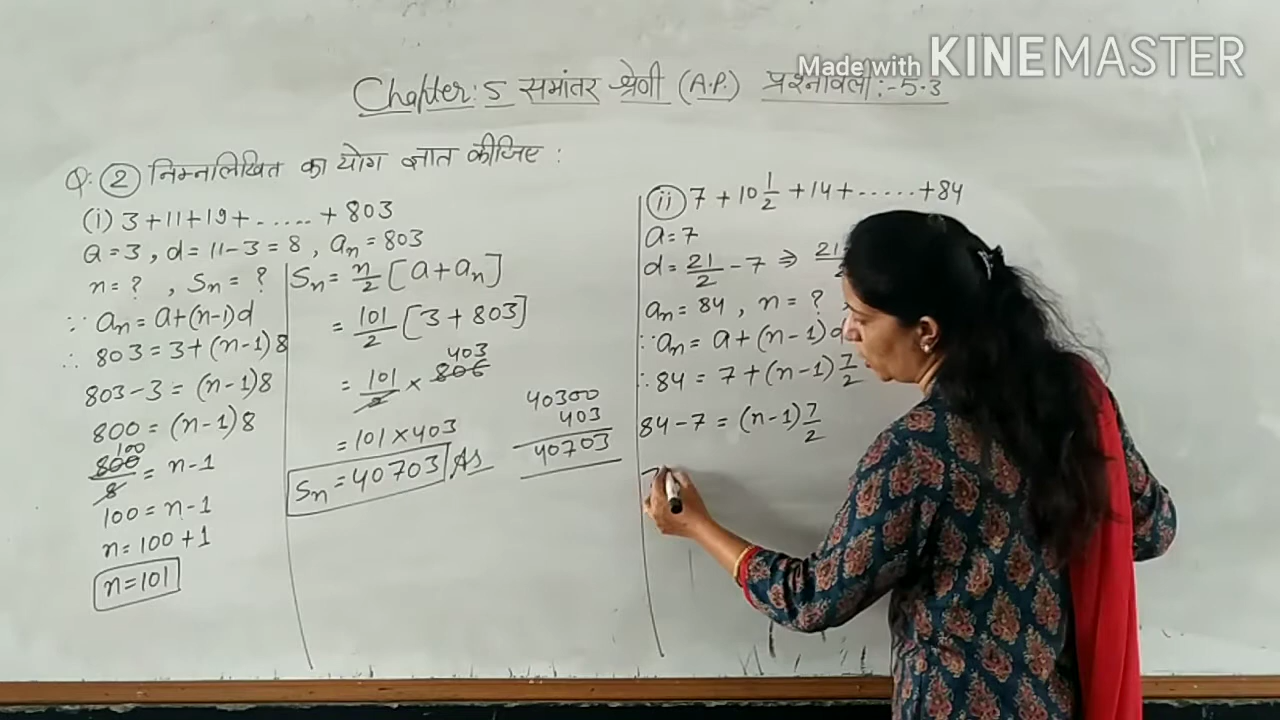 Made with KINEMASTER
Chapter: 5 समांतर श्रेणी (A.P.) प्रश्नावली :- 5.3
Q: ② निम्नलिखित का योग ज्ञात कीजिए :
(i) 3+11+19+ ...... + 803
a = 3, d = 11-3 = 8, an = 803
n = ? , Sn = ?
∵ an = a+(n-1)d
∴ 803 = 3+(n-1)8
803-3 = (n-1)8
800 = (n-1)8
100
800/8 = n-1
100 = n-1
n = 100 +1
n = 101
Sn = n/2 [a+an]
= 101/2 [3 + 803]
403
= 101/2 × 806
= 101×403
Sn = 40703 As
40300
403
40703
(ii) 7 + 10 1/2 + 14 + ...... + 84
a = 7
d = 21/2 - 7 ⇒ 21
an = 84 , n = ?
∵ an = a + (n-1) d
∴ 84 = 7+(n-1) 7/2
84-7 = (n-1) 7/2
7